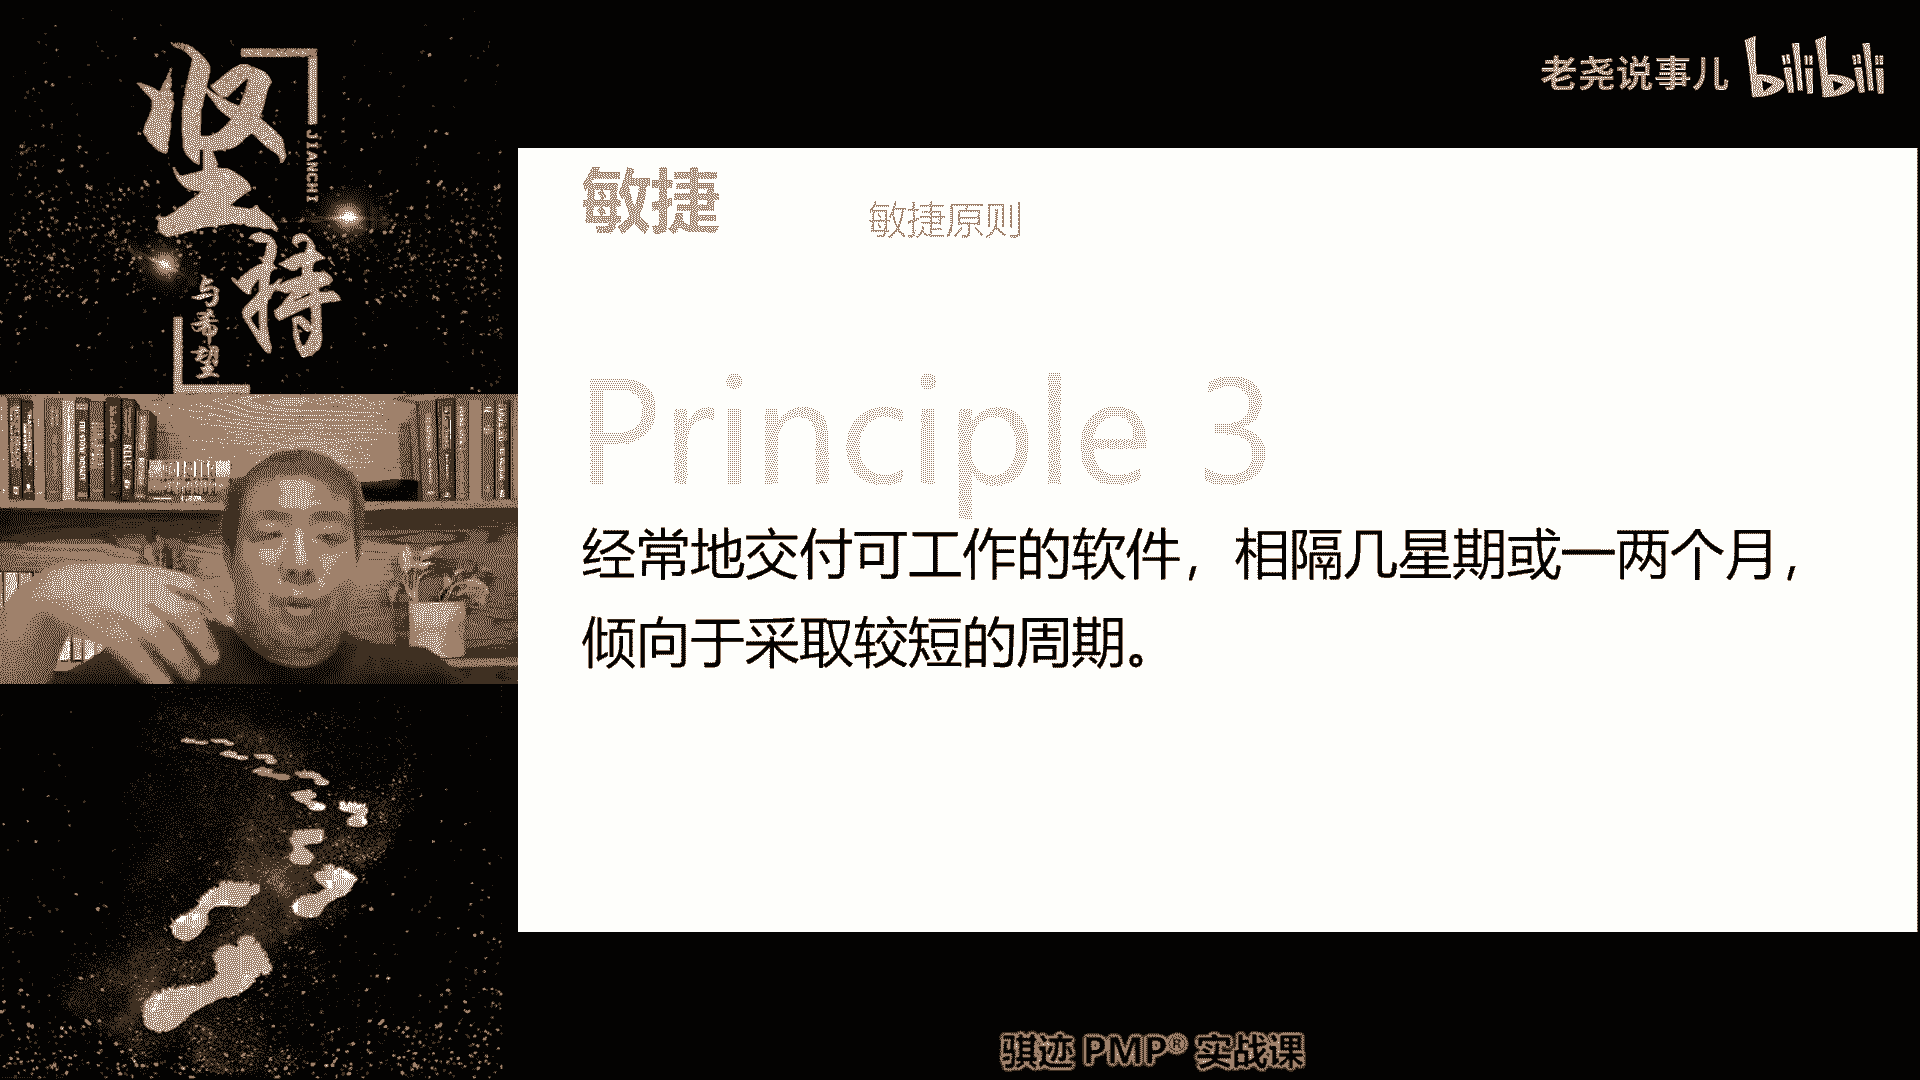 坚持
JIANCHI
与希望
老尧说事儿 bilibili
敏捷
敏捷原则
Principle 3
经常地交付可工作的软件，相隔几星期或一两个月，
倾向于采取较短的周期。
骐迹 PMP® 实战课